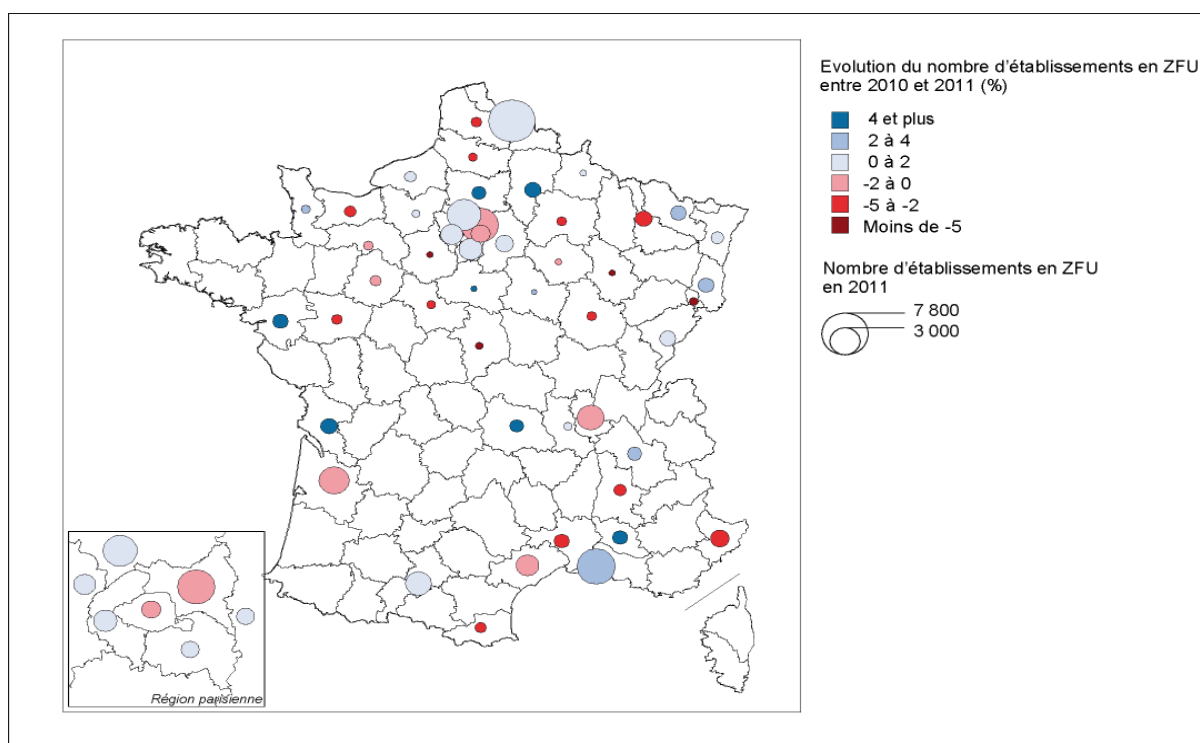 Evolution du nombre d'établissements en ZFU
entre 2010 et 2011 (%)
4 et plus
2 à 4
0 à 2
-2 à 0
-5 à -2
Moins de -5
Nombre d'établissements en ZFU
en 2011
7 800
3 000
Région parisienne